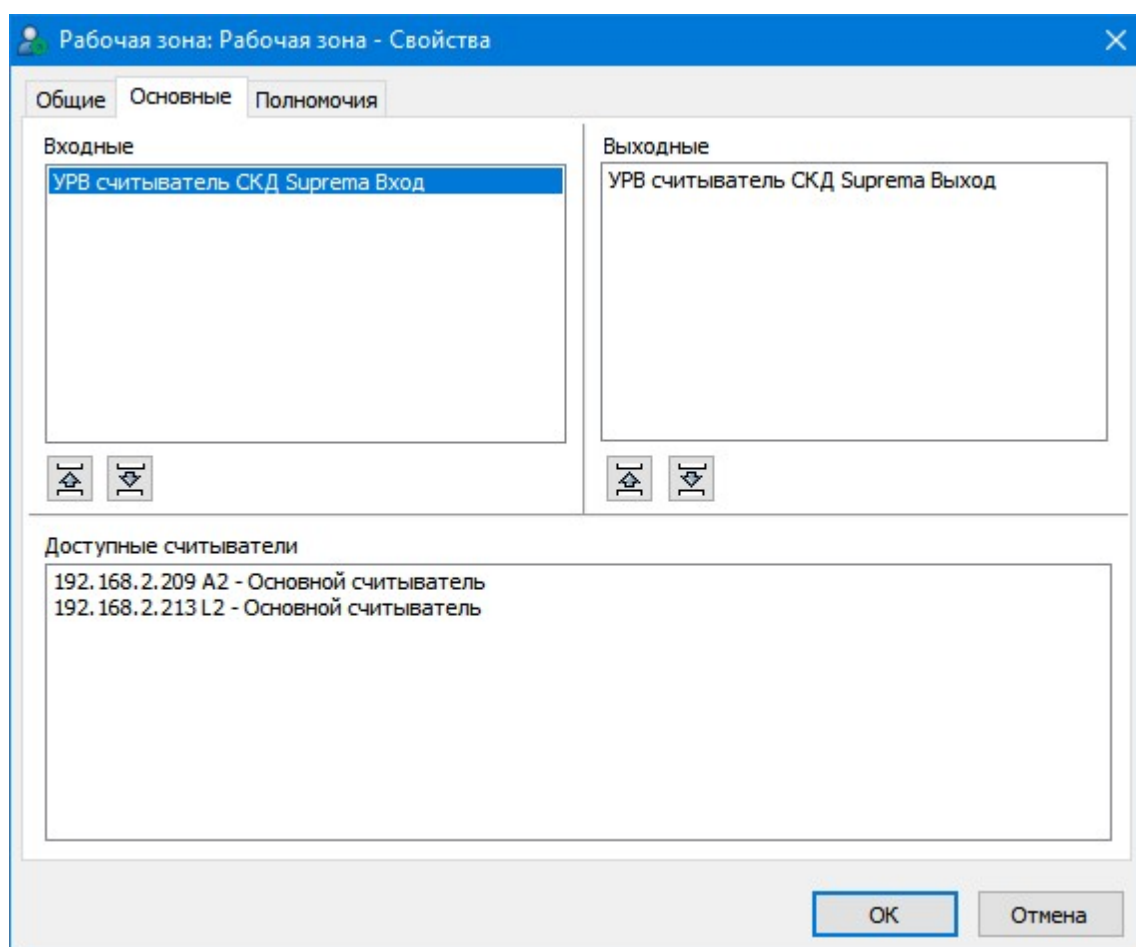 Рабочая зона: Рабочая зона - Свойства
Общие Основные Полномочия
Входные
УРВ считыватель СКД Suprema Вход
Выходные
УРВ считыватель СКД Suprema Выход
Доступные считыватели
192.168.2.209 A2 - Основной считыватель
192.168.2.213 L2 - Основной считыватель
ОК Отмена